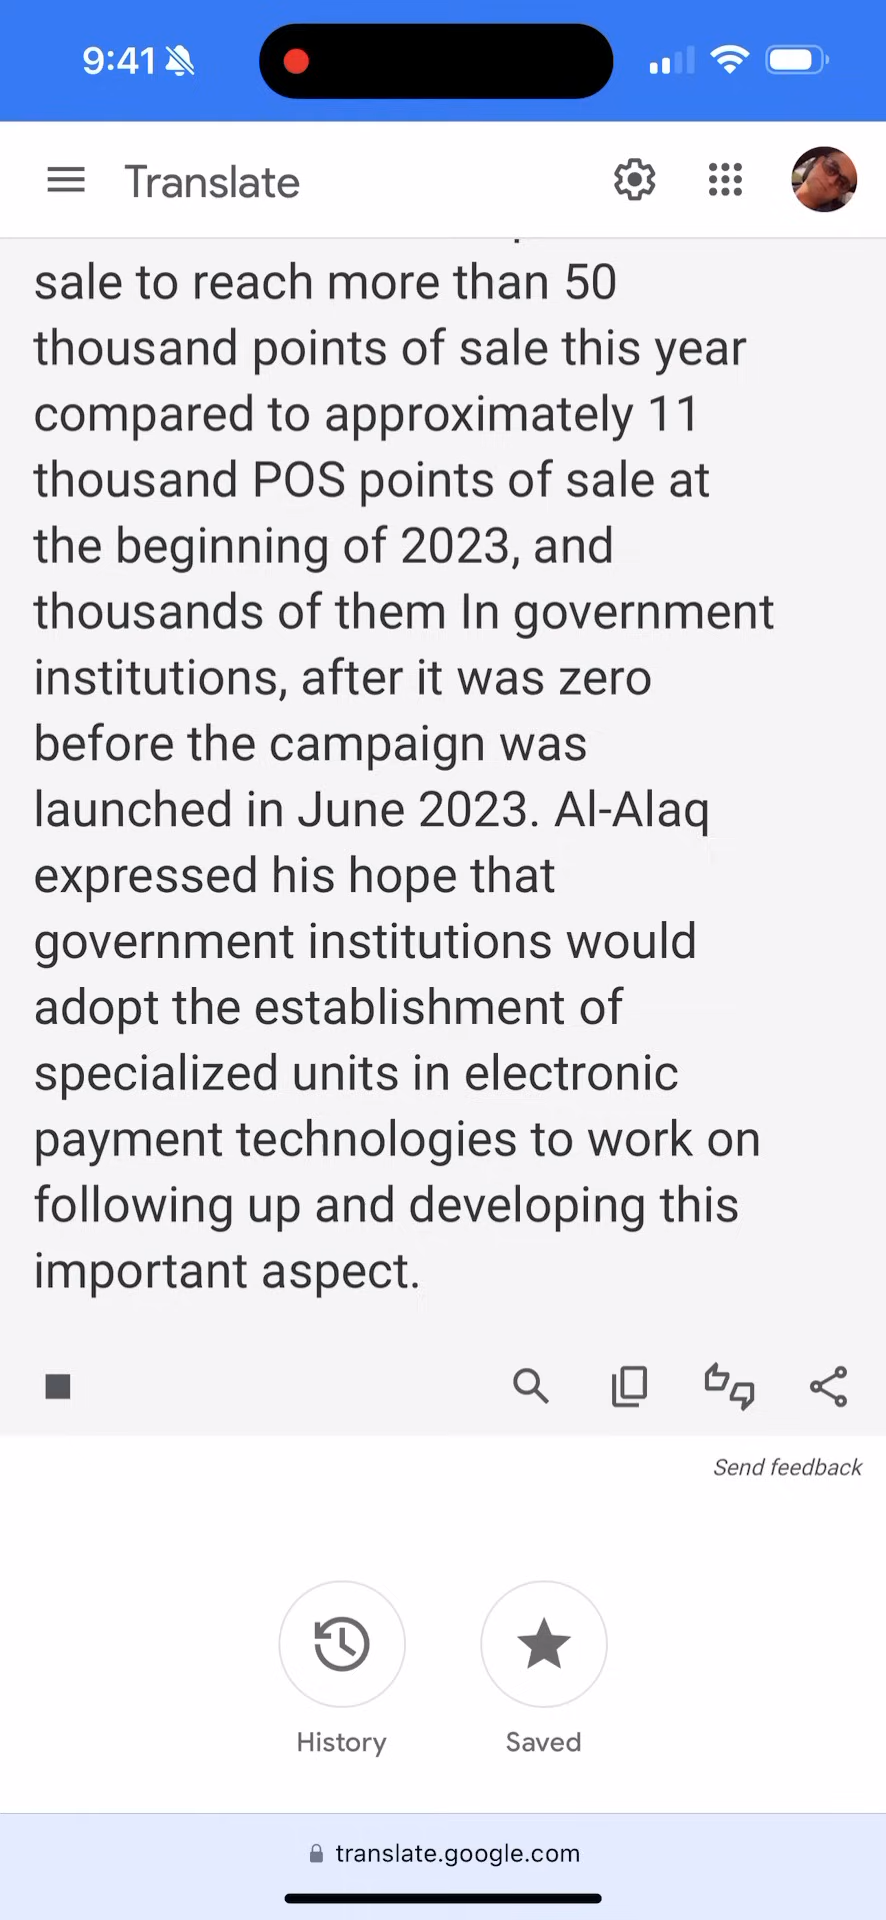 9:41
Translate
sale to reach more than 50
thousand points of sale this year
compared to approximately 11
thousand POS points of sale at
the beginning of 2023, and
thousands of them In government
institutions, after it was zero
before the campaign was
launched in June 2023. Al-Alaq
expressed his hope that
government institutions would
adopt the establishment of
specialized units in electronic
payment technologies to work on
following up and developing this
important aspect.
Send feedback
History Saved
translate.google.com